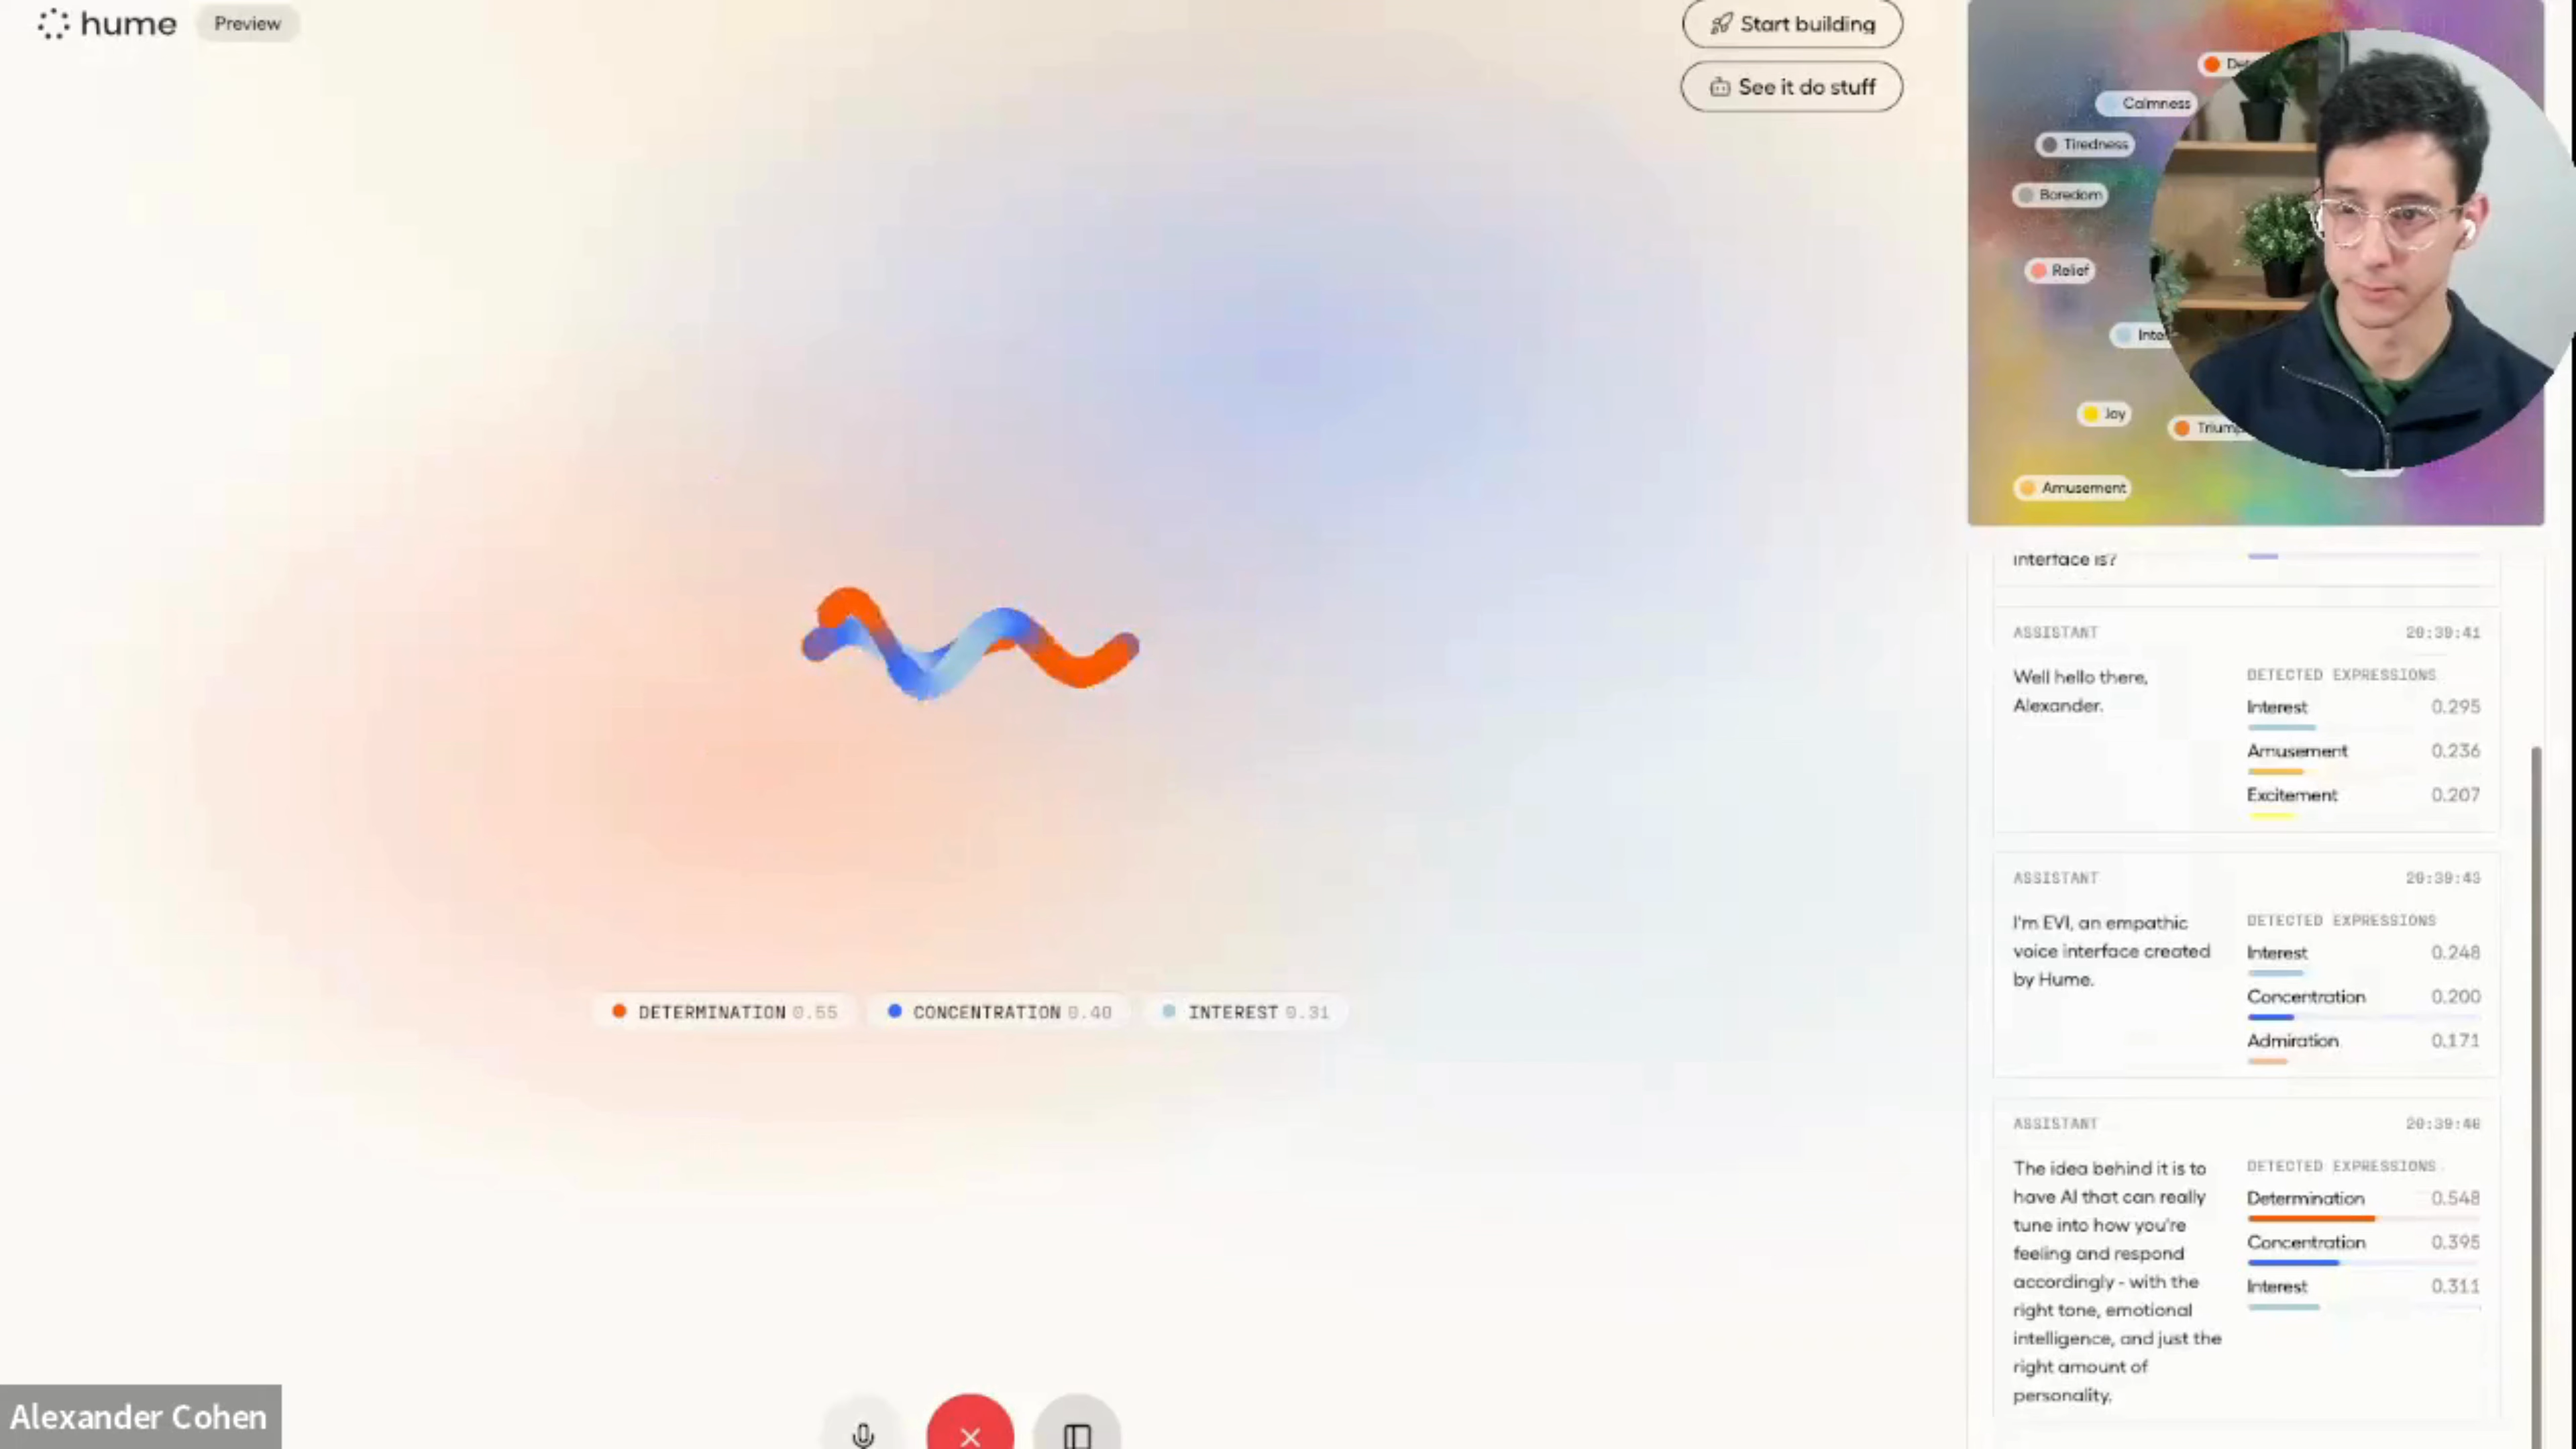 hume
Preview
Start building
See it do stuff
Calmness
Tiredness
Boredom
Relief
Joy
Amusement
interface is?
ASSISTANT 20:39:41
Well hello there,
Alexander.
DETECTED EXPRESSIONS
Interest 0.295
Amusement 0.236
Excitement 0.207
ASSISTANT 20:39:43
I'm EVI, an empathic
voice interface created
by Hume.
DETECTED EXPRESSIONS
Interest 0.248
Concentration 0.200
Admiration 0.171
ASSISTANT
The idea behind it is to
have AI that can really
tune into how you're
feeling and respond
accordingly - with the
right tone, emotional
intelligence, and just the
right amount of
personality.
DETECTED EXPRESSIONS
Determination 0.548
Concentration 0.395
Interest 0.311
DETERMINATION 0.55
CONCENTRATION 0.40
INTEREST 0.31
Alexander Cohen